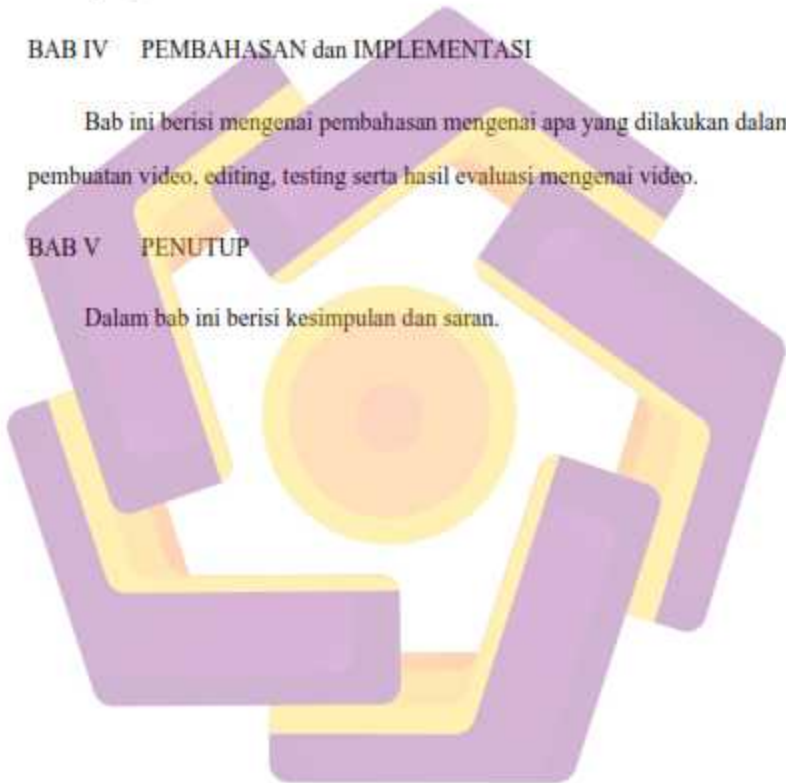 BAB IV PEMBAHASAN dan IMPLEMENTASI
Bab ini berisi mengenai pembahasan mengenai apa yang dilakukan dalam
pembuatan video, editing, testing serta hasil evaluasi mengenai video.
BAB V PENUTUP
Dalam bab ini berisi kesimpulan dan saran.